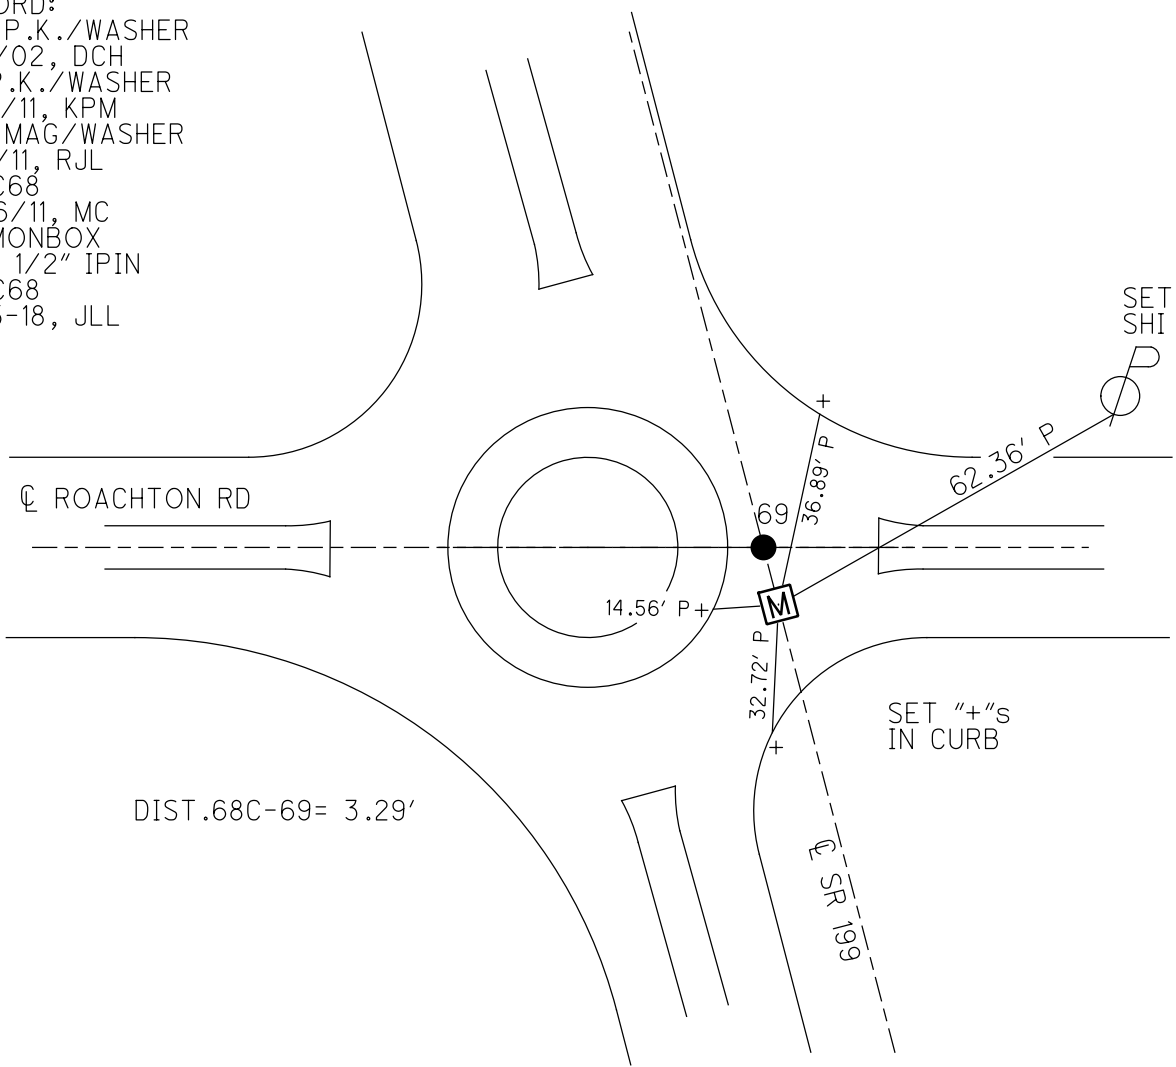 P.K./WASHER
/02, DCH
P.K./WASHER
/11, KPM
MAG/WASHER
/11, RJL
C68
6/11, MC
MONBOX
1/2" IPIN
C68
-18, JLL
SET
SHI
62.36' P
36.89' P
℄ ROACHTON RD
69
M
14.56' P+
32.72' P
SET "+"s
IN CURB
DIST.68C-69= 3.29'
℄ SR 199